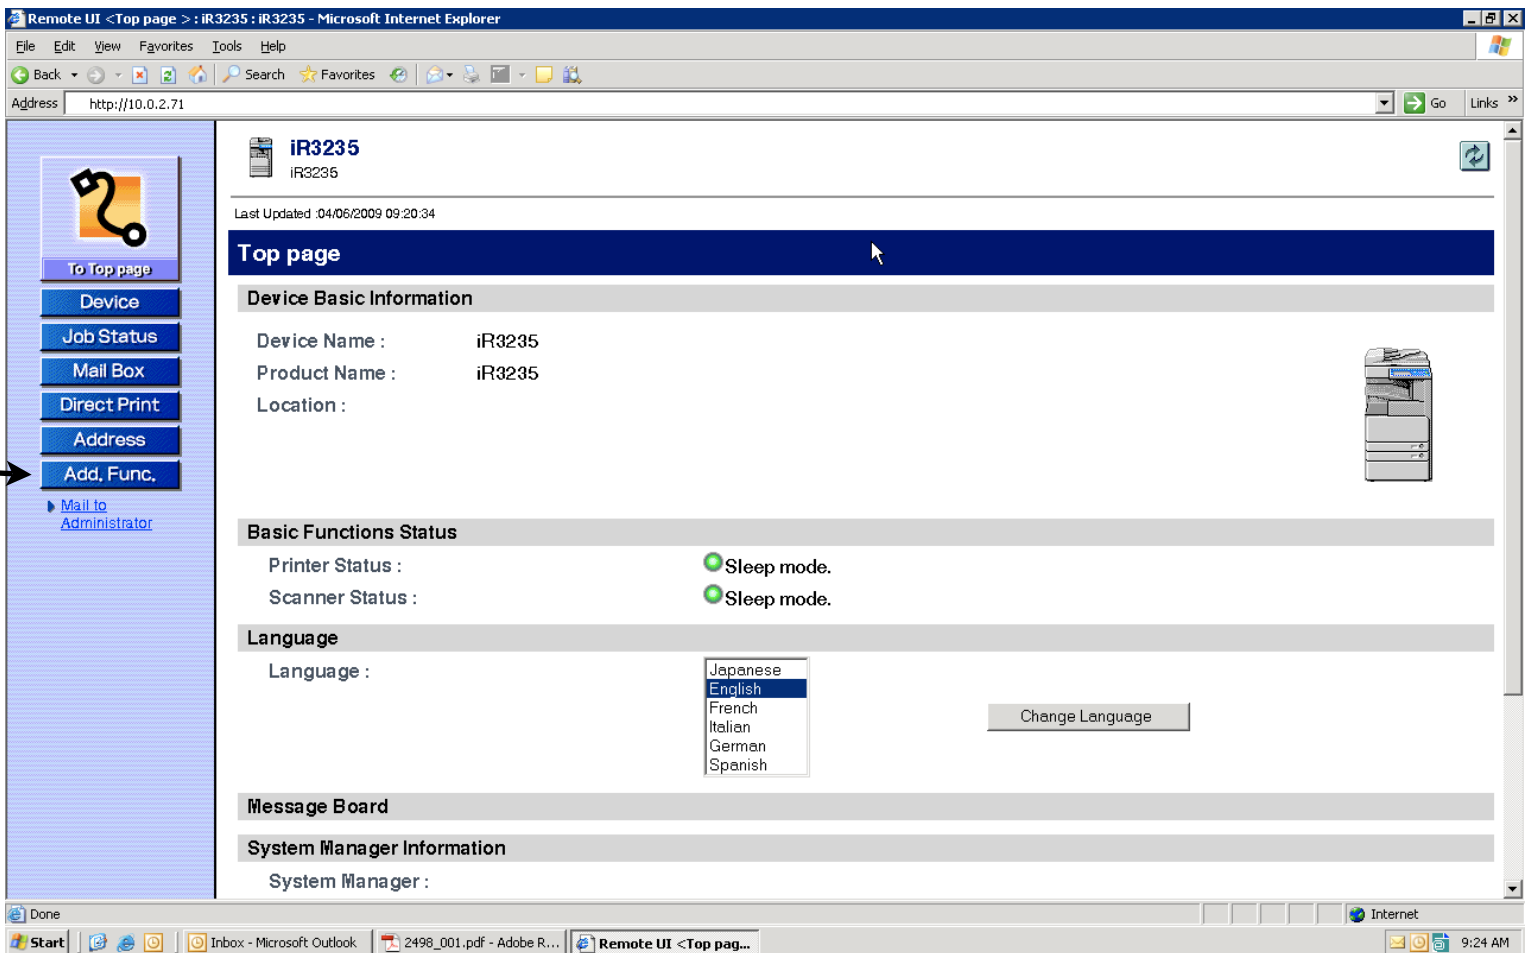 Remote UI <Top page > : iR3235 : iR3235 - Microsoft Internet Explorer
File Edit View Favorites Tools Help
Back Search Favorites
Address http://10.0.2.71 Go Links »
iR3235
iR3235
Last Updated :04/06/2009 09:20:34
To Top page
Device
Job Status
Mail Box
Direct Print
Address
Add. Func.
Mail to
Administrator
Top page
Device Basic Information
Device Name : iR3235
Product Name : iR3235
Location :
Basic Functions Status
Printer Status : Sleep mode.
Scanner Status : Sleep mode.
Language
Language :
Japanese
English
French
Italian
German
Spanish
Change Language
Message Board
System Manager Information
System Manager :
Done Internet
Start Inbox - Microsoft Outlook 2498_001.pdf - Adobe R... Remote UI <Top pag... 9:24 AM